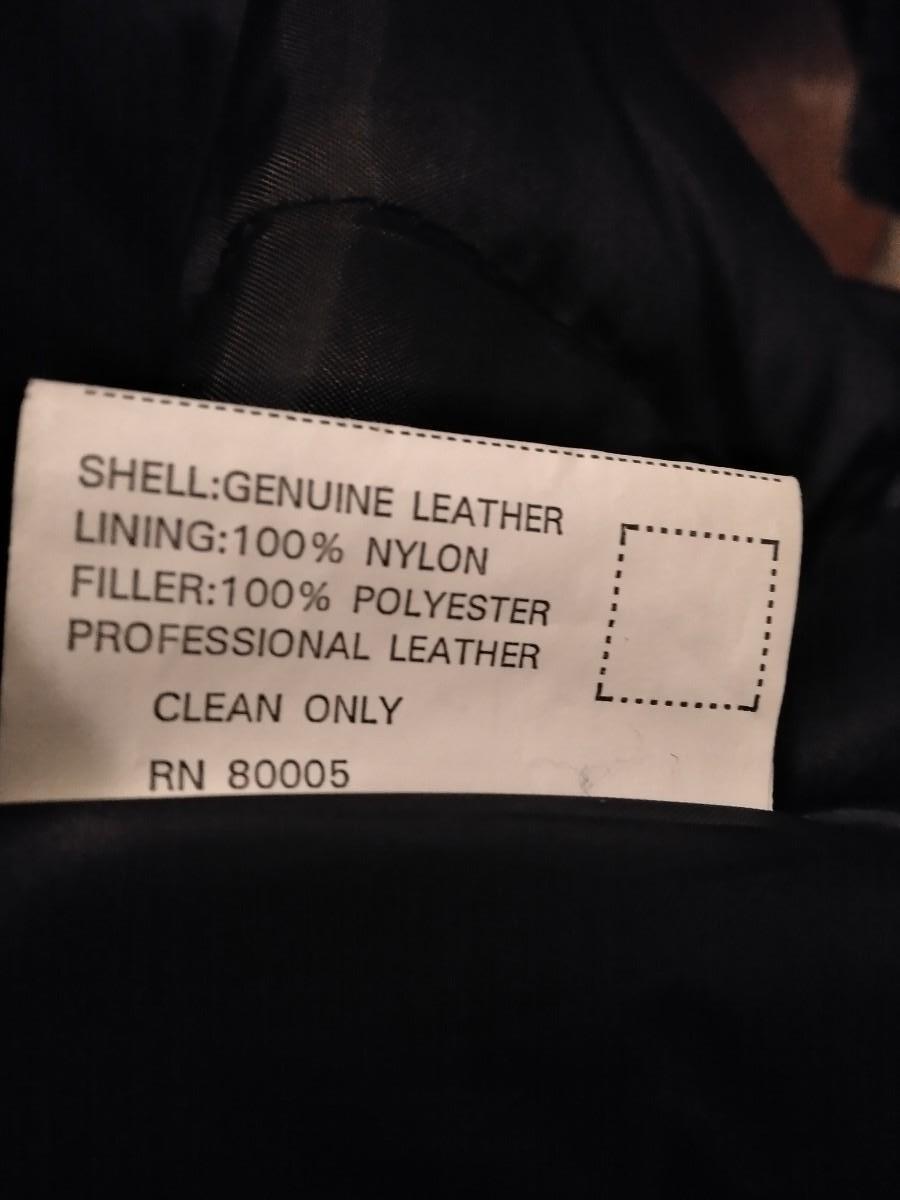 SHELL:GENUINE LEATHER
LINING:100% NYLON
FILLER:100% POLYESTER
PROFESSIONAL LEATHER
CLEAN ONLY
RN 80005